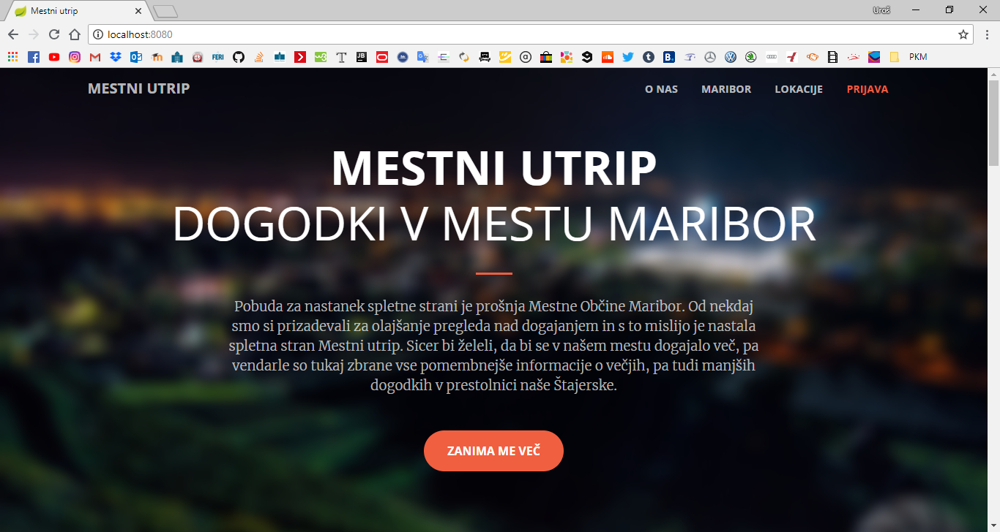 Mestni utrip
Uroš
localhost:8080
PKM
MESTNI UTRIP
O NAS MARIBOR LOKACIJE PRIJAVA
MESTNI UTRIP
DOGODKI V MESTU MARIBOR
Pobuda za nastanek spletne strani je prošnja Mestne Občine Maribor. Od nekdaj
smo si prizadevali za olajšanje pregleda nad dogajanjem in s to mislijo je nastala
spletna stran Mestni utrip. Sicer bi želeli, da bi se v našem mestu dogajalo več, pa
vendarle so tukaj zbrane vse pomembnejše informacije o večjih, pa tudi manjših
dogodkih v prestolnici naše Štajerske.
ZANIMA ME VEČ